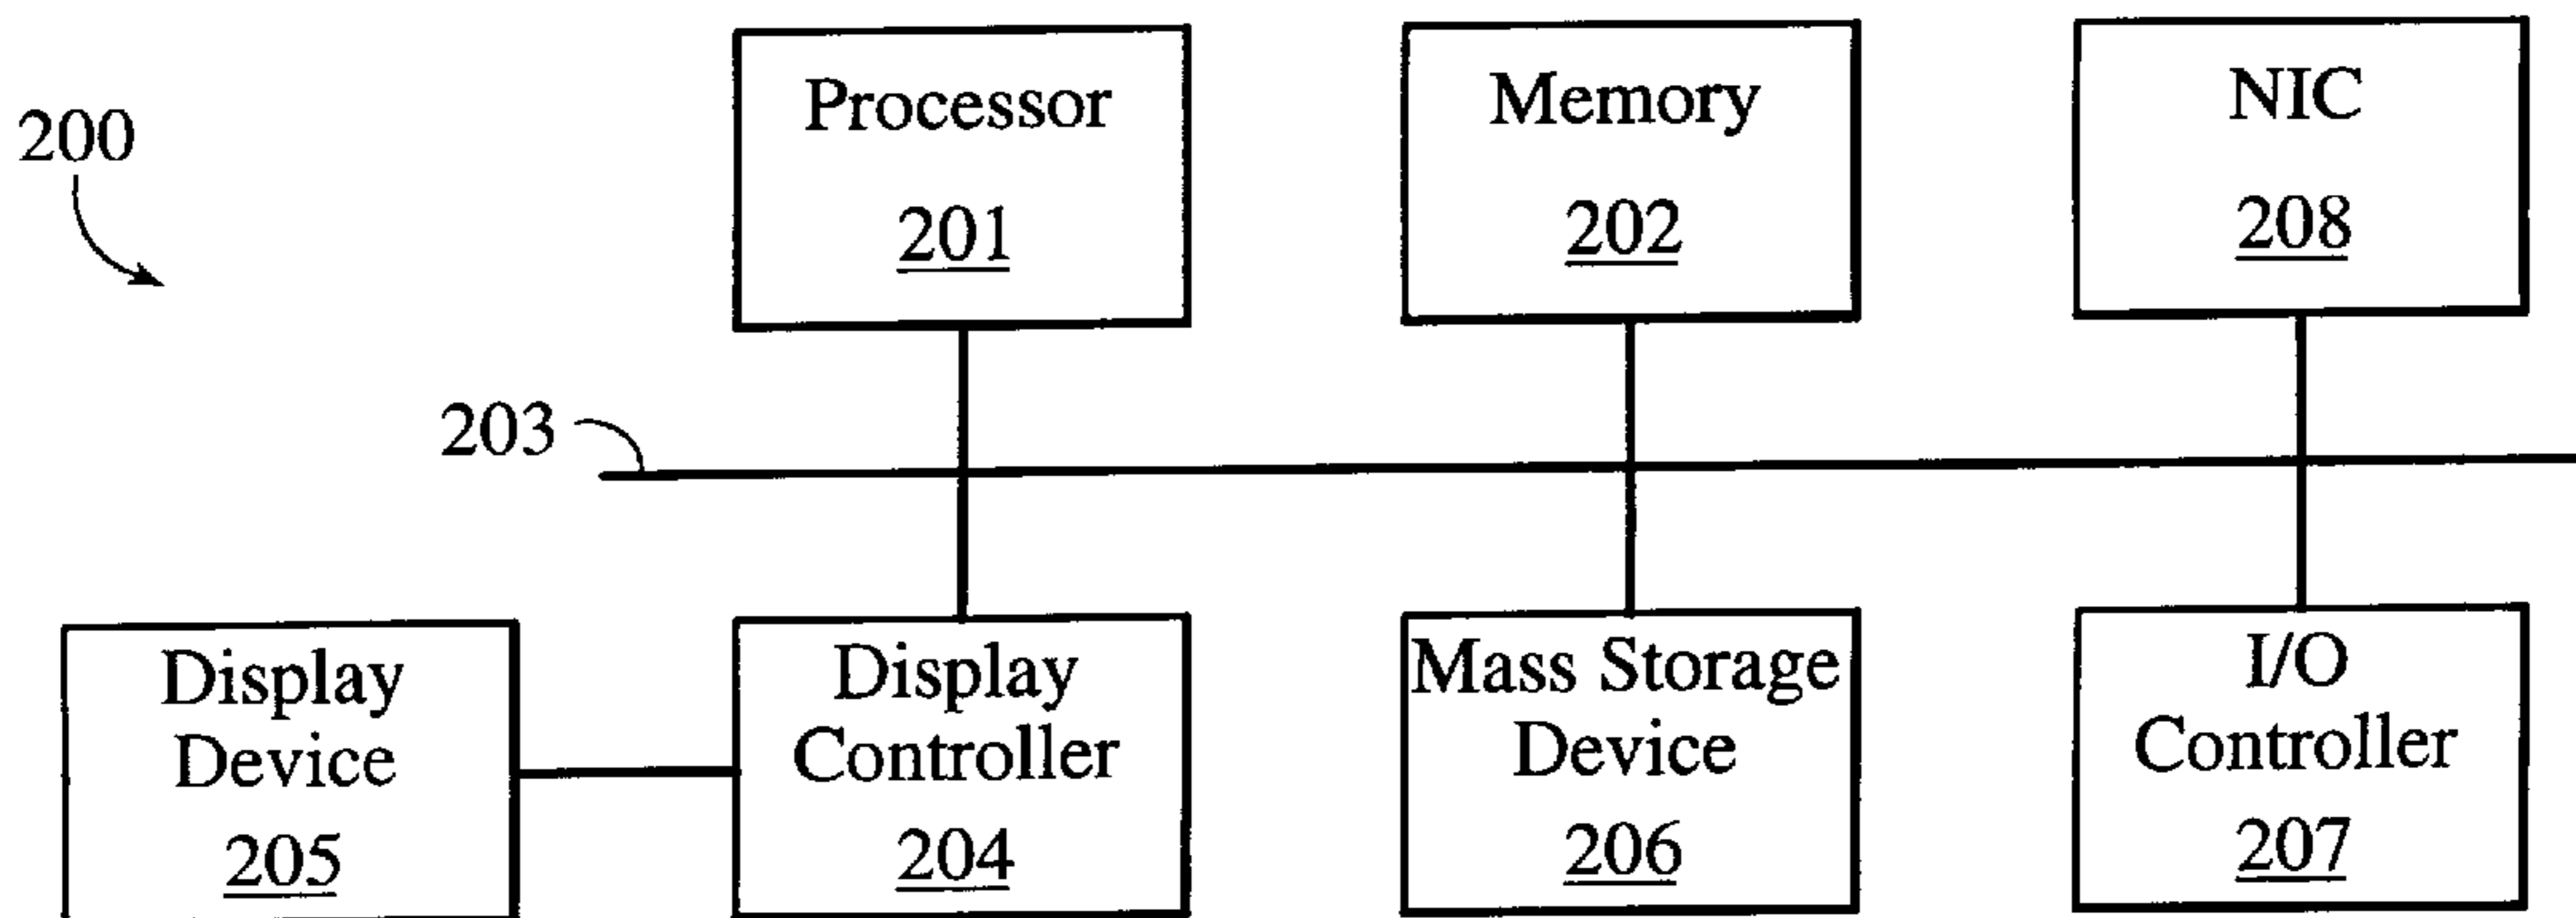 200
Processor
201
Memory
202
NIC
208
203
Display
Device
205
Display
Controller
204
Mass Storage
Device
206
I/O
Controller
207